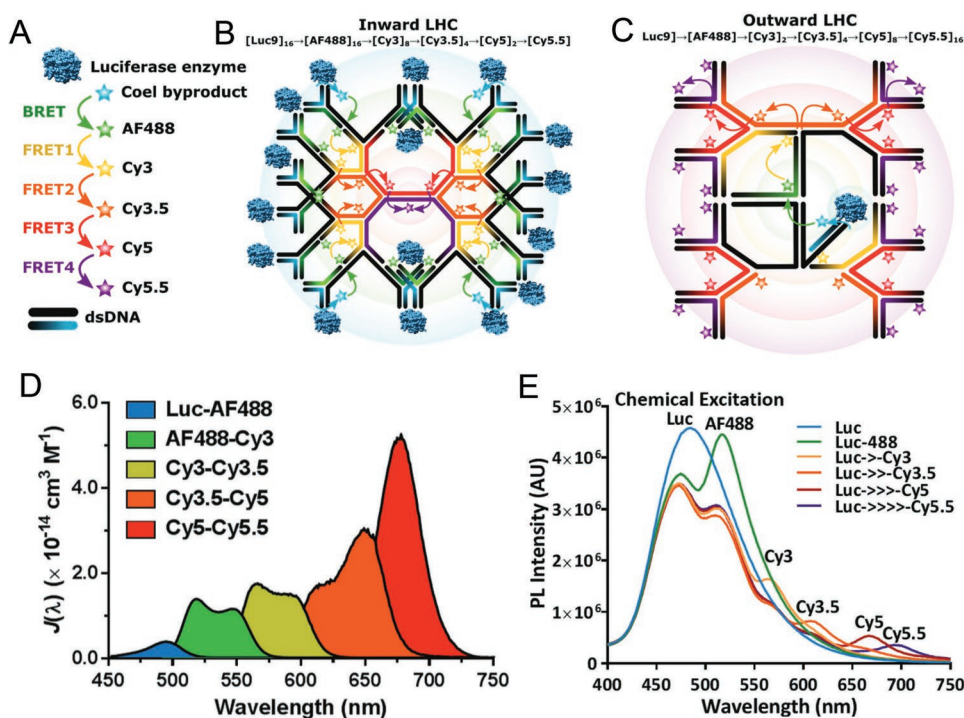 A
Luciferase enzyme
Coel byproduct
BRET
AF488
FRET1
Cy3
FRET2
Cy3.5
FRET3
Cy5
FRET4
Cy5.5
dsDNA
B
Inward LHC
[Luc9]₁₆→[AF488]₁₆→[Cy3]₈→[Cy3.5]₄→[Cy5]₂→[Cy5.5]
C
Outward LHC
Luc9]→[AF488]→[Cy3]₂→[Cy3.5]₄→[Cy5]₈→[Cy5.5]₁₆
D
J(λ) (× 10⁻¹⁴ cm³ M⁻¹)
6.0
4.0
2.0
0.0
Luc-AF488
AF488-Cy3
Cy3-Cy3.5
Cy3.5-Cy5
Cy5-Cy5.5
450 500 550 600 650 700 750
Wavelength (nm)
E
Chemical Excitation
PL Intensity (AU)
5×10⁶
4×10⁶
3×10⁶
2×10⁶
1×10⁶
0
Luc
AF488
Cy3
Cy3.5
Cy5
Cy5.5
Luc
Luc-488
Luc->-Cy3
Luc->>-Cy3.5
Luc->>>-Cy5
Luc->>>>-Cy5.5
400 450 500 550 600 650 700 750
Wavelength (nm)